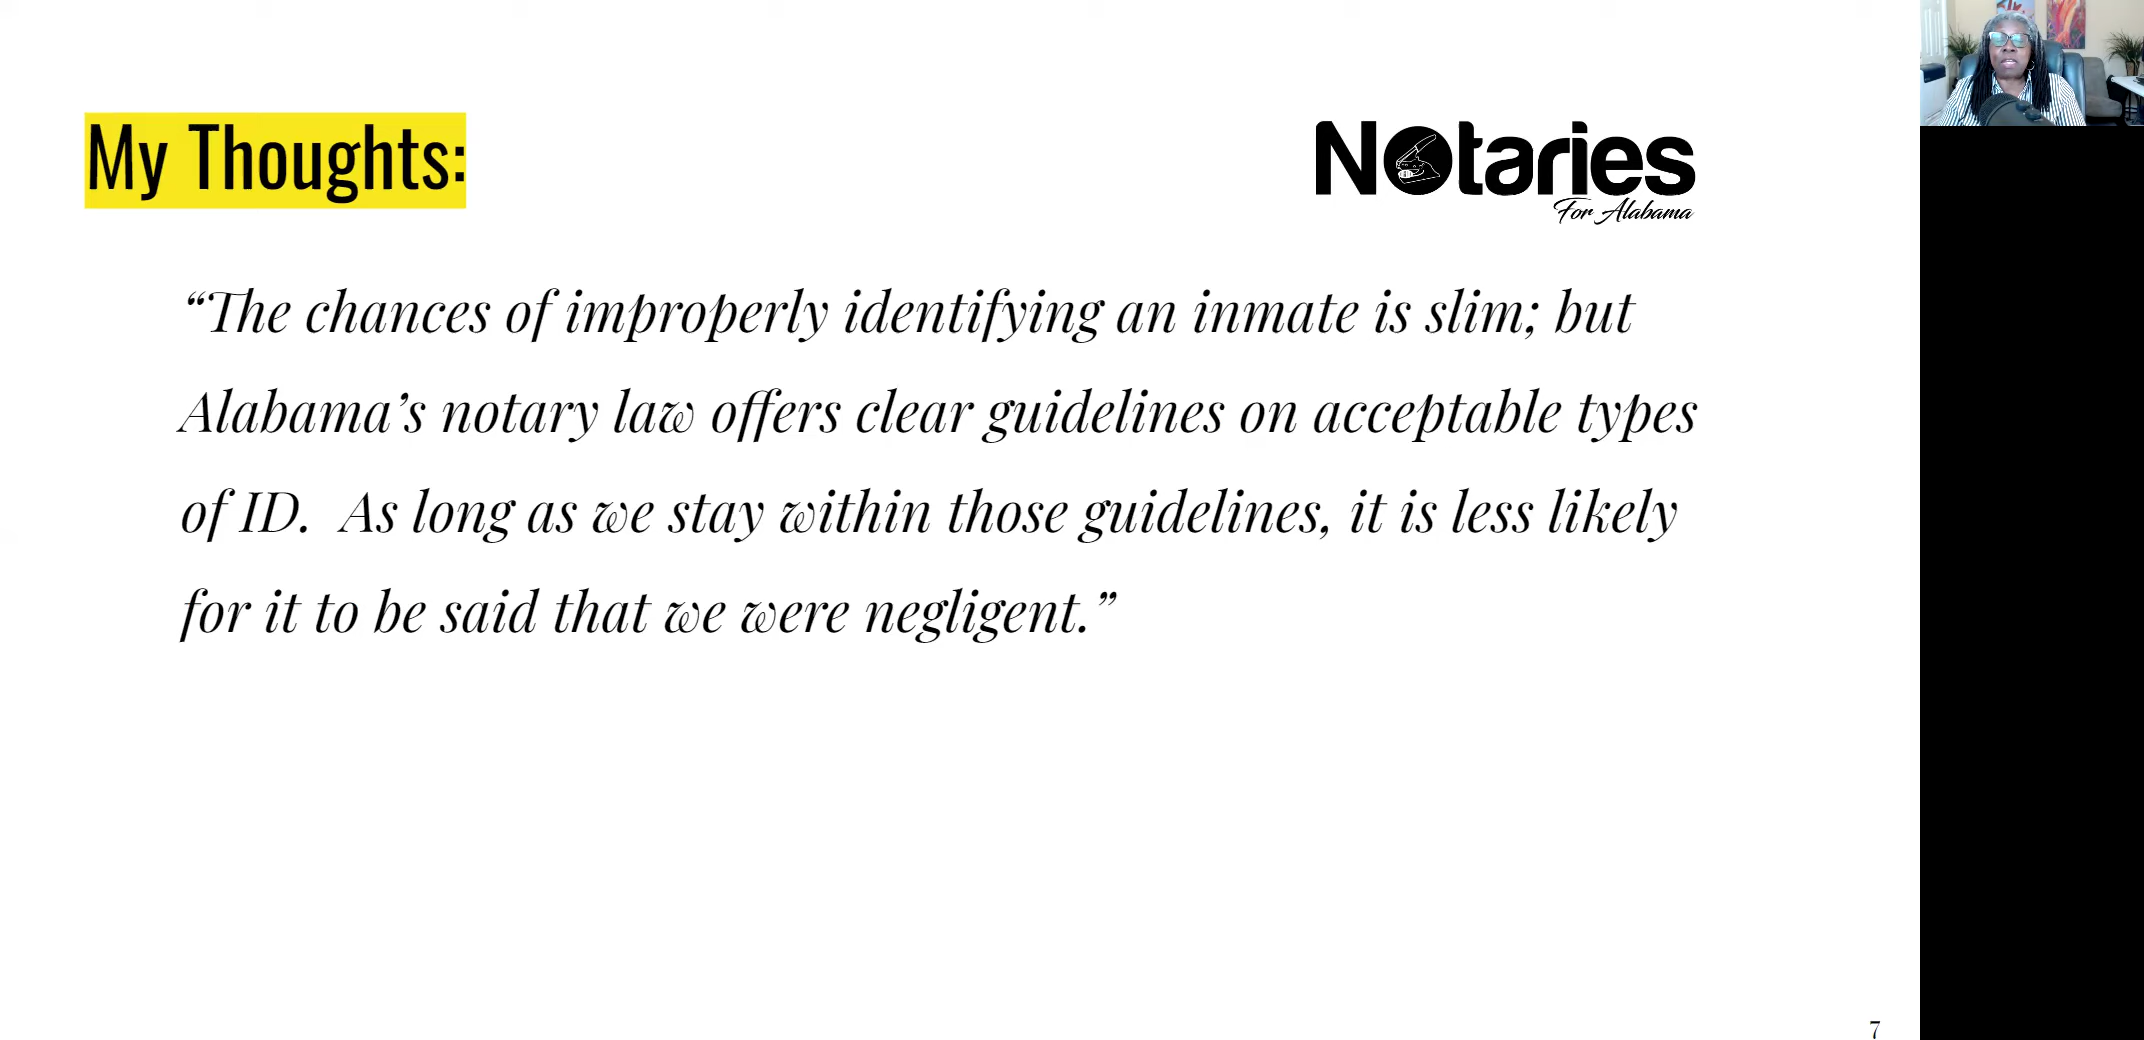 My Thoughts:
Notaries
For Alabama
“The chances of improperly identifying an inmate is slim; but
Alabama’s notary law offers clear guidelines on acceptable types
of ID.  As long as we stay within those guidelines, it is less likely
for it to be said that we were negligent.”
7